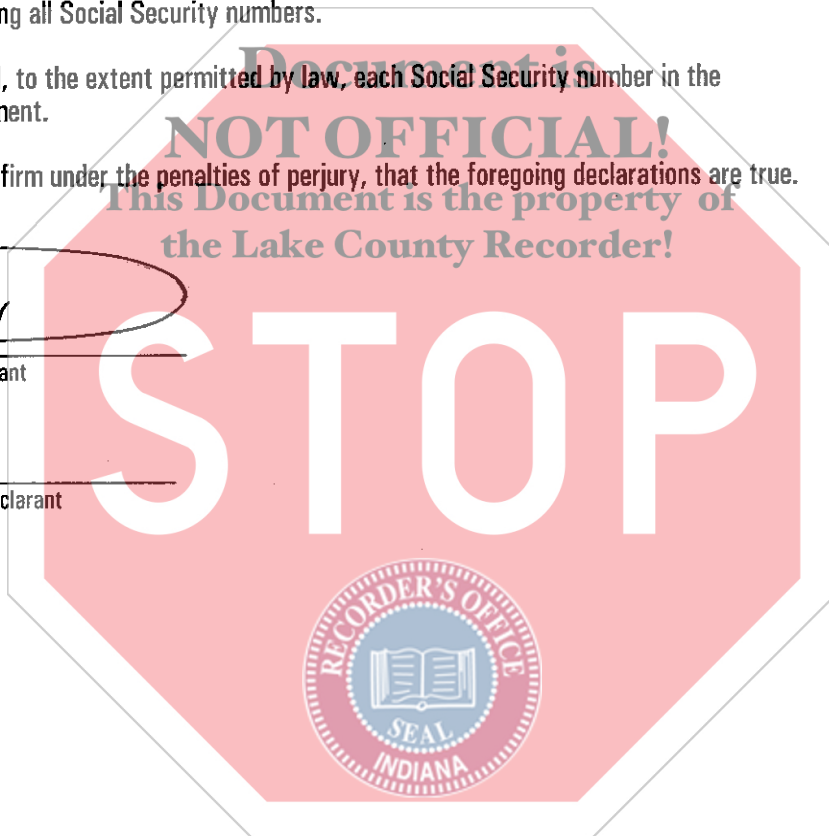 ng all Social Security numbers.
Document is
, to the extent permitted by law, each Social Security number in the
nent.
NOT OFFICIAL!
firm under the penalties of perjury, that the foregoing declarations are true.
This Document is the property of
the Lake County Recorder!
ant
STOP
clarant
RECORDER'S OFFICE
SEAL
INDIANA